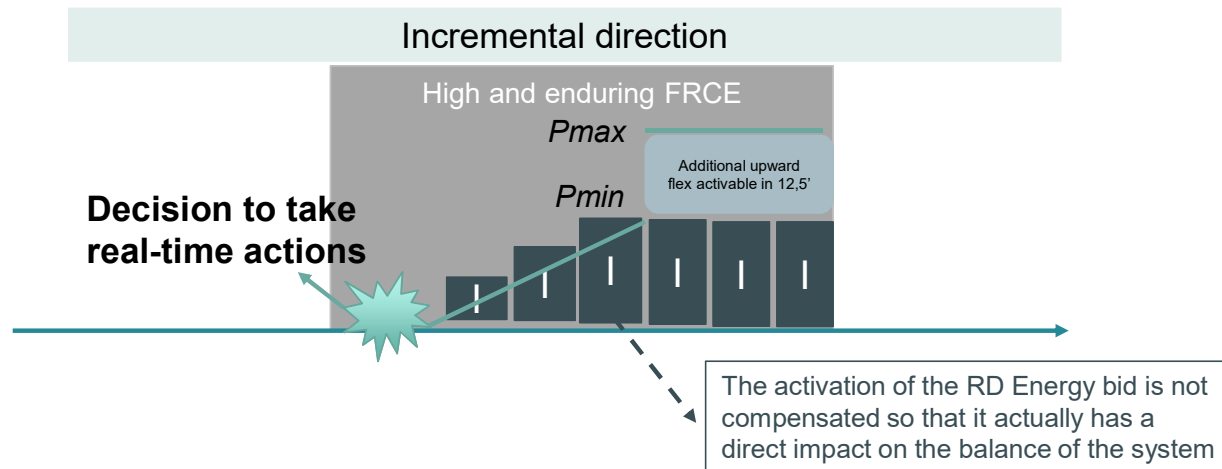 Incremental direction
High and enduring FRCE
Pmax
Additional upward
flex activable in 12,5’
Pmin
Decision to take
real-time actions
I I I I I I
The activation of the RD Energy bid is not
compensated so that it actually has a
direct impact on the balance of the system